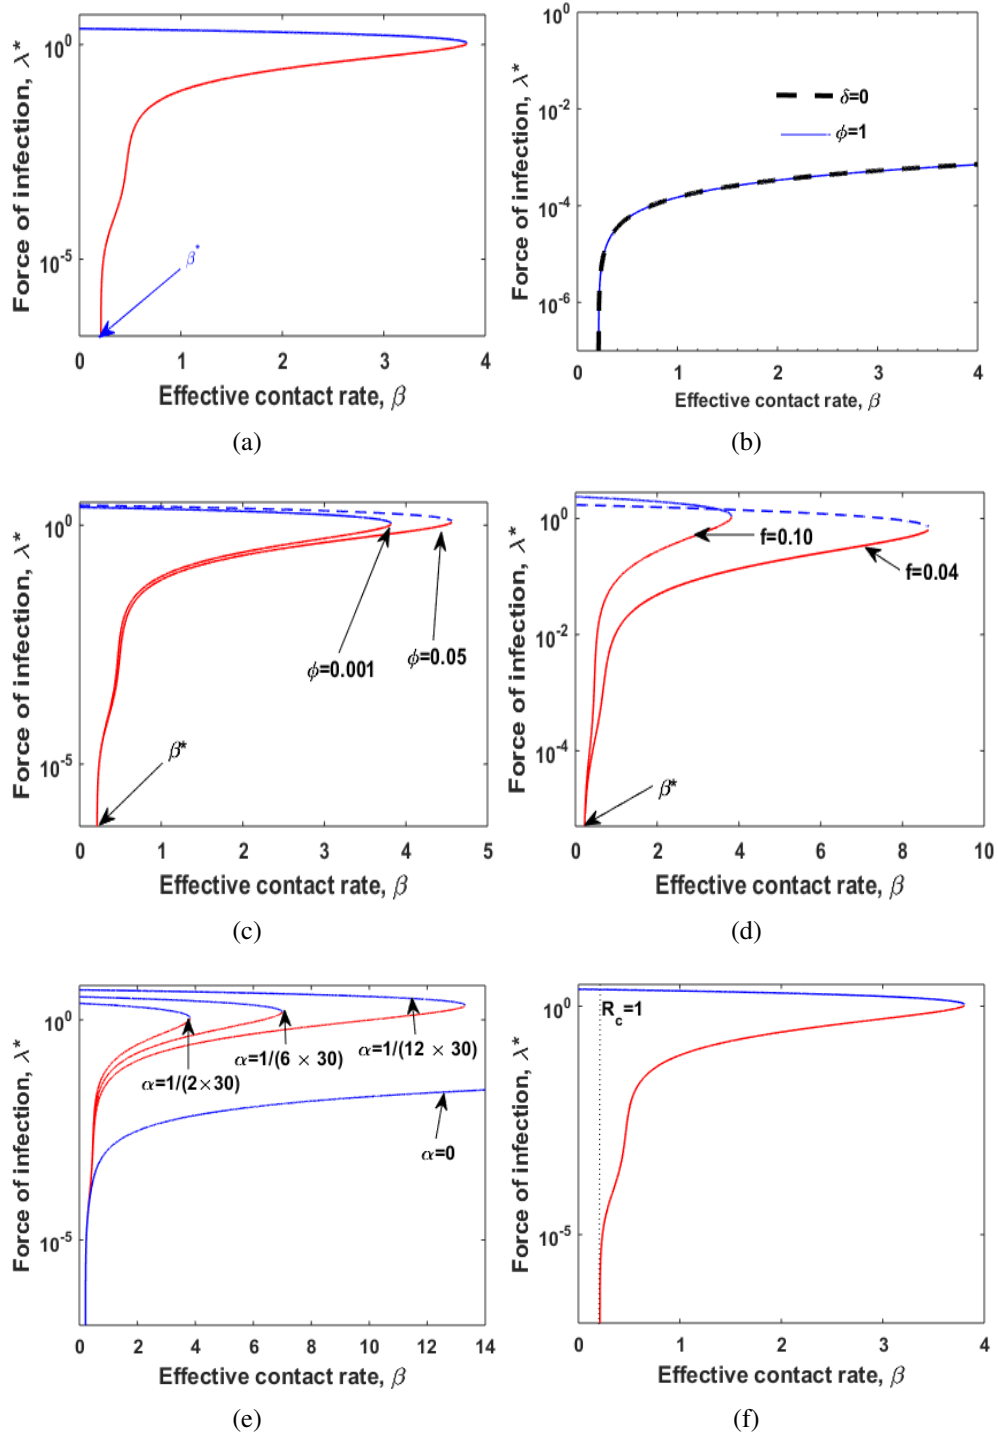 10^0
10^-5
Force of infection, λ*
β*
0 1 2 3 4
Effective contact rate, β
(a)
10^0
10^-2
10^-4
10^-6
Force of infection, λ*
δ=0
ϕ=1
1 2 3 4
Effective contact rate, β
(b)
10^0
10^-5
Force of infection, λ*
ϕ=0.001
ϕ=0.05
β*
0 1 2 3 4 5
Effective contact rate, β
(c)
10^0
10^-2
10^-4
Force of infection, λ*
f=0.10
f=0.04
β*
0 2 4 6 8 10
Effective contact rate, β
(d)
10^0
10^-5
Force of infection, λ*
α=1/(2×30)
α=1/(6 × 30)
α=1/(12 × 30)
α=0
0 2 4 6 8 10 12 14
Effective contact rate, β
(e)
10^0
10^-5
Force of infection, λ*
R_c=1
0 1 2 3 4
Effective contact rate, β
(f)